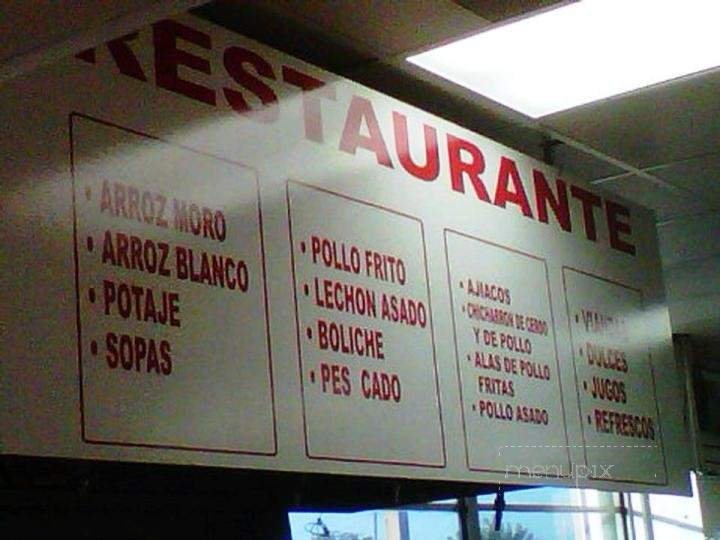 RESTAURANTE
• ARROZ MORO
• ARROZ BLANCO
• POTAJE
• SOPAS
• POLLO FRITO
• LECHON ASADO
• BOLICHE
• PES CADO
• AJIACOS
• CHICHARRON DE CERDO
Y DE POLLO
• ALAS DE POLLO
FRITAS
• POLLO ASADO
• VIANDAS
• DULCES
• JUGOS
• REFRESCOS
menupix